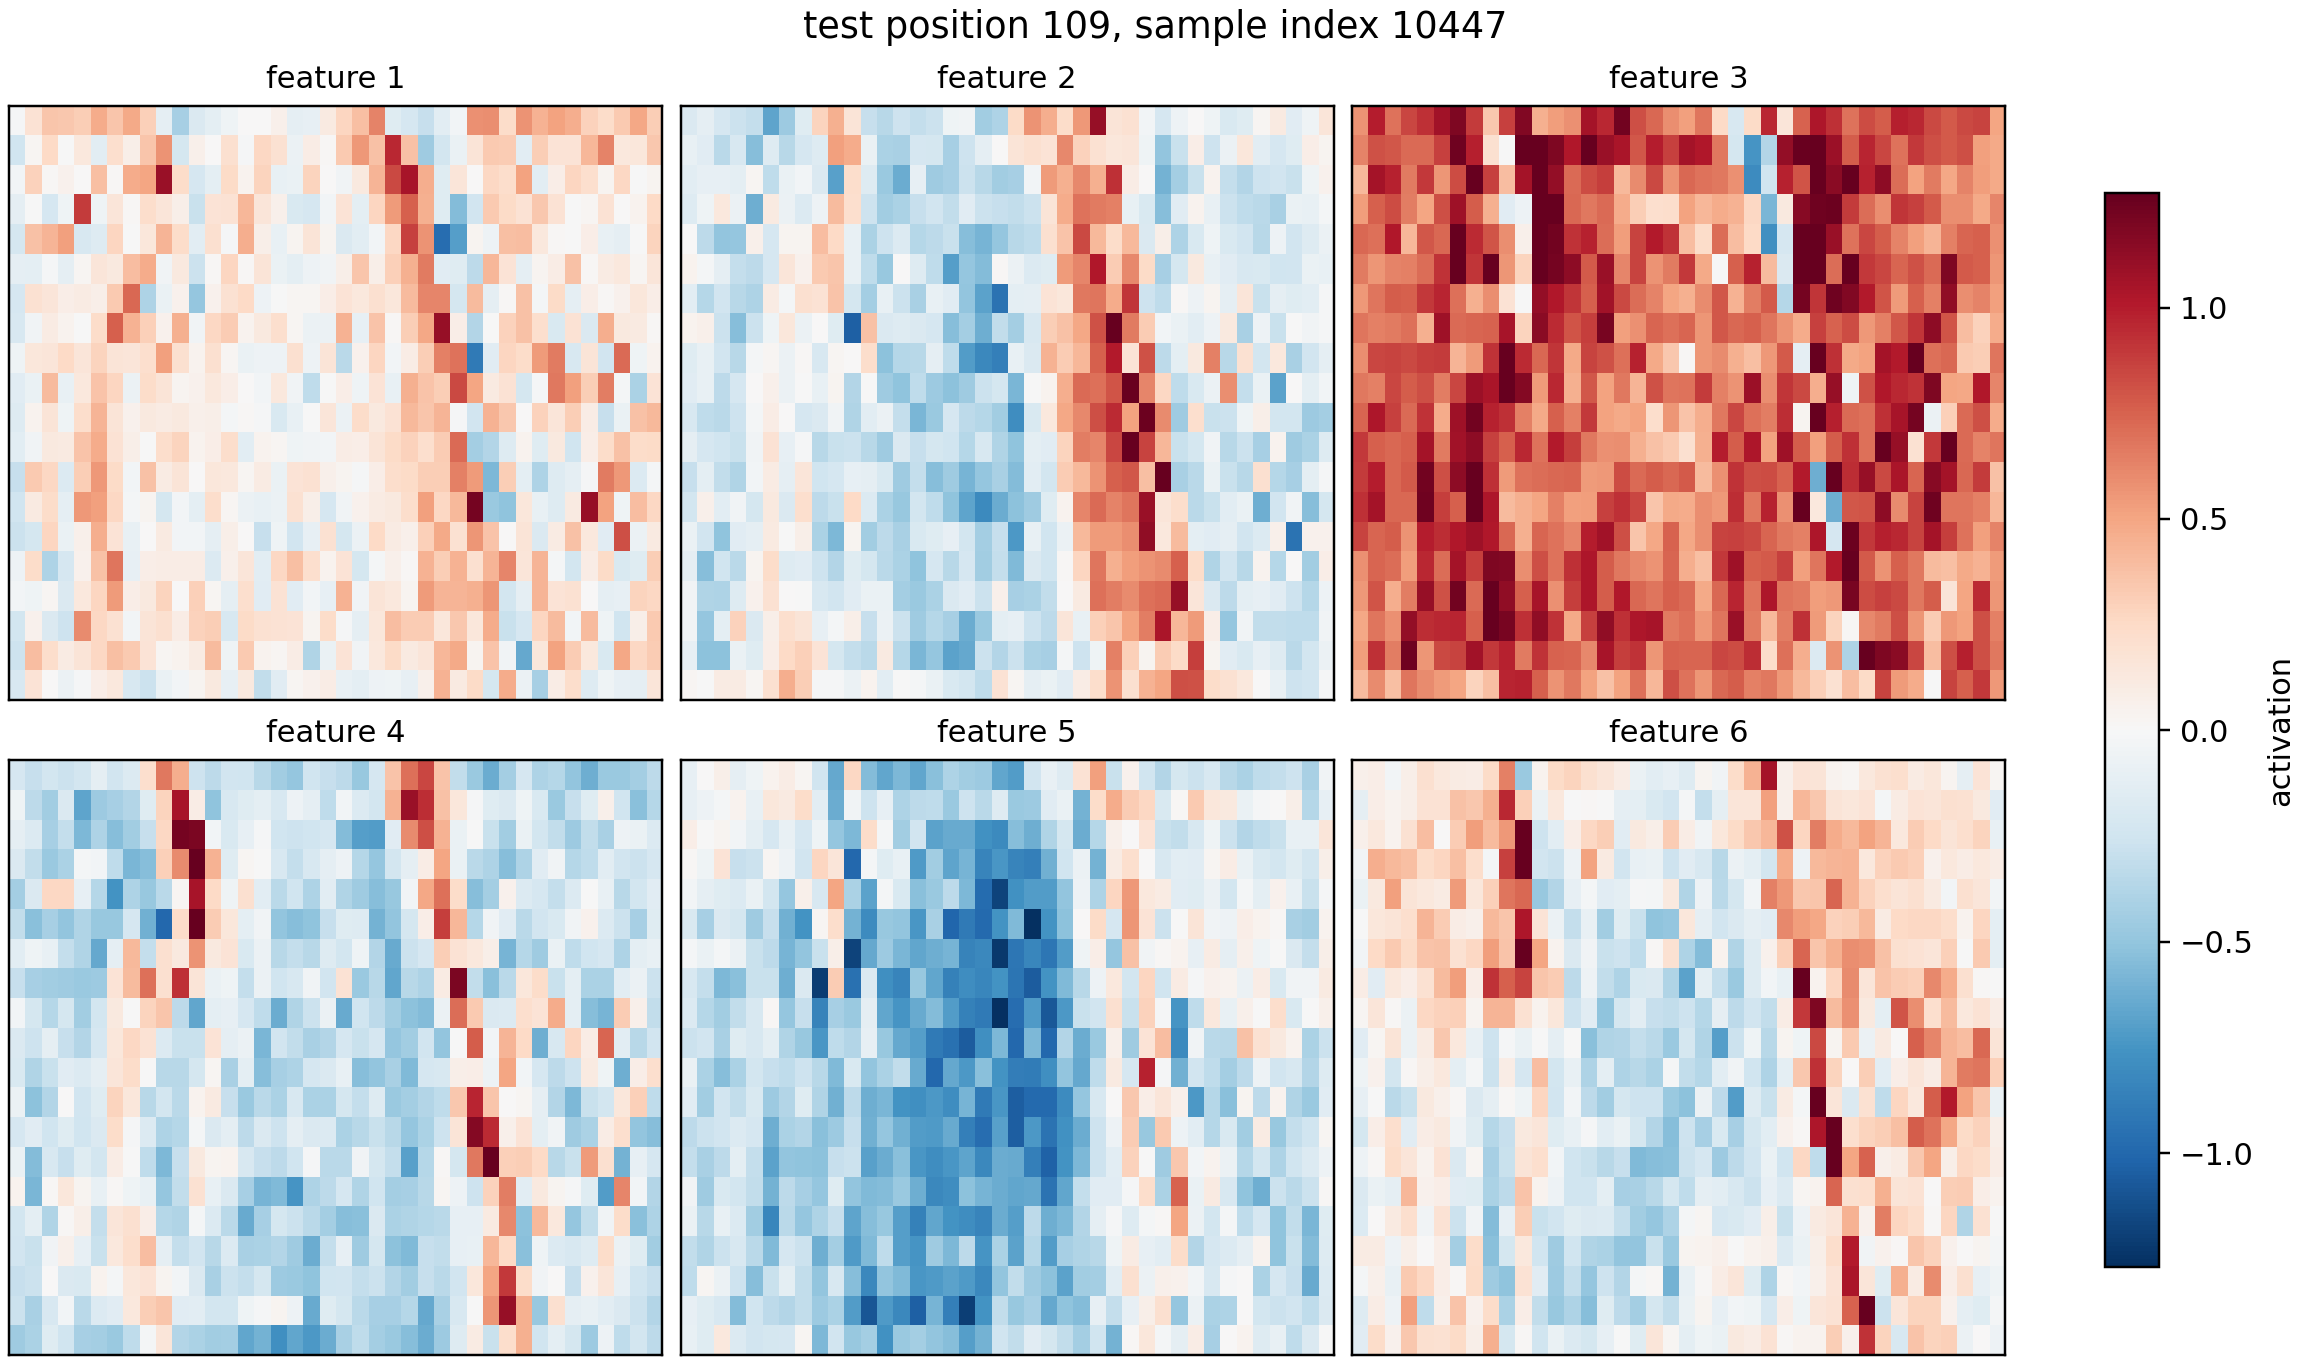 test position 109, sample index 10447
feature 1
feature 2
feature 3
feature 4
feature 5
feature 6
1.0
0.5
0.0
−0.5
−1.0
activation